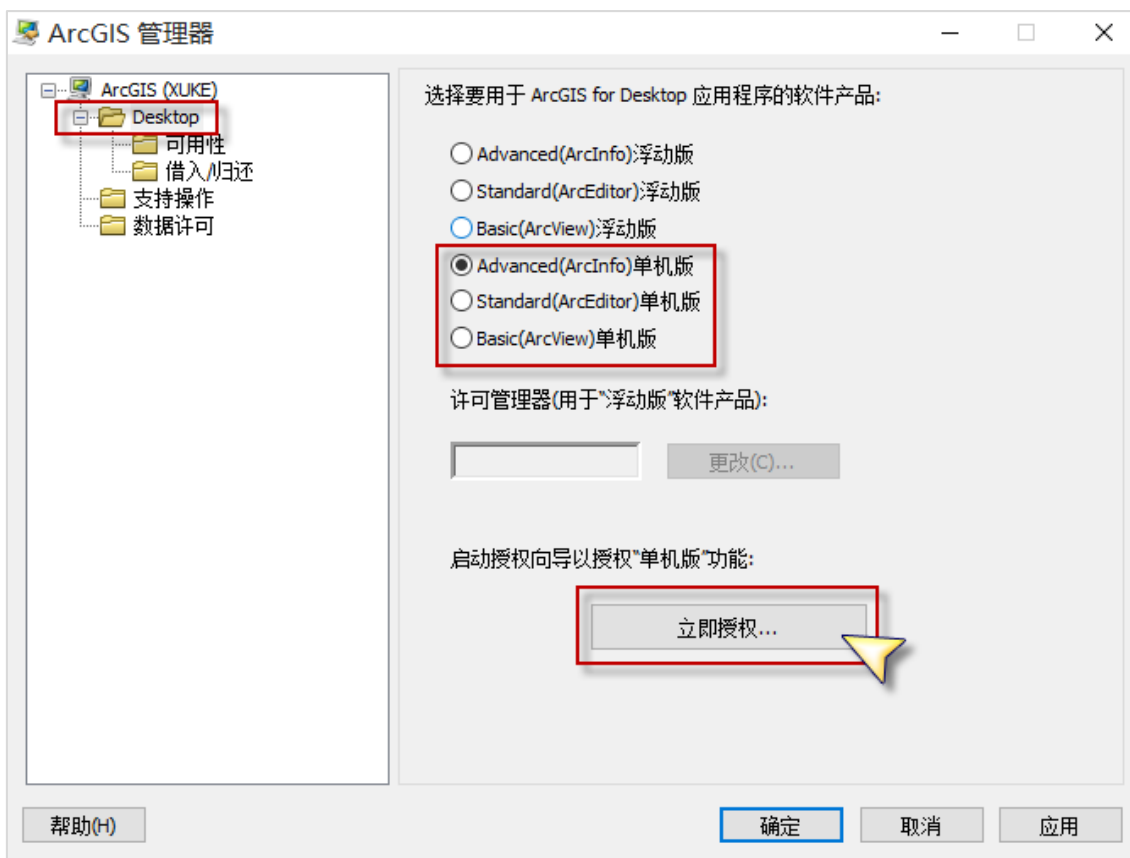 ArcGIS 管理器
ArcGIS (XUKE)
Desktop
可用性
借入/归还
支持操作
数据许可
选择要用于 ArcGIS for Desktop 应用程序的软件产品:
Advanced(ArcInfo)浮动版
Standard(ArcEditor)浮动版
Basic(ArcView)浮动版
Advanced(ArcInfo)单机版
Standard(ArcEditor)单机版
Basic(ArcView)单机版
许可管理器(用于"浮动版"软件产品):
更改(C)...
启动授权向导以授权"单机版"功能:
立即授权...
帮助(H)
确定
取消
应用